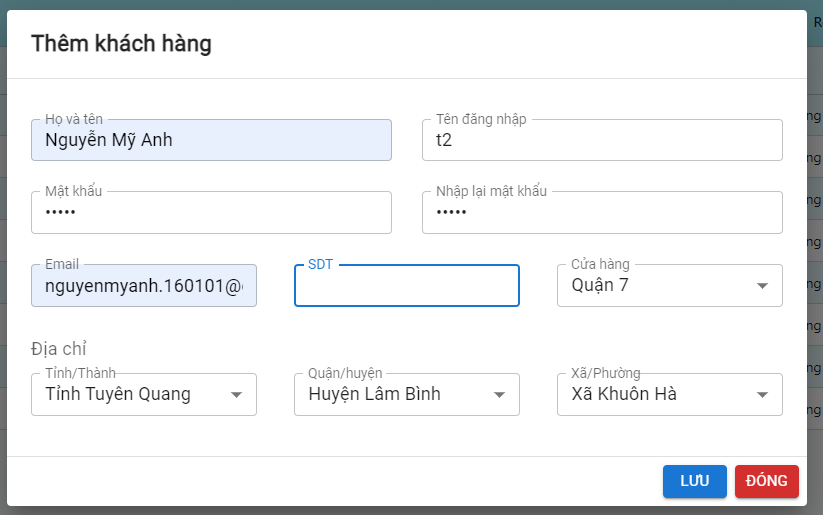 Thêm khách hàng
Họ và tên
Nguyễn Mỹ Anh
Tên đăng nhập
t2
Mật khẩu
•••••
Nhập lại mật khẩu
•••••
Email
nguyenmyanh.160101@
SDT
Cửa hàng
Quận 7
Địa chỉ
Tỉnh/Thành
Tỉnh Tuyên Quang
Quận/huyện
Huyện Lâm Bình
Xã/Phường
Xã Khuôn Hà
LƯU
ĐÓNG